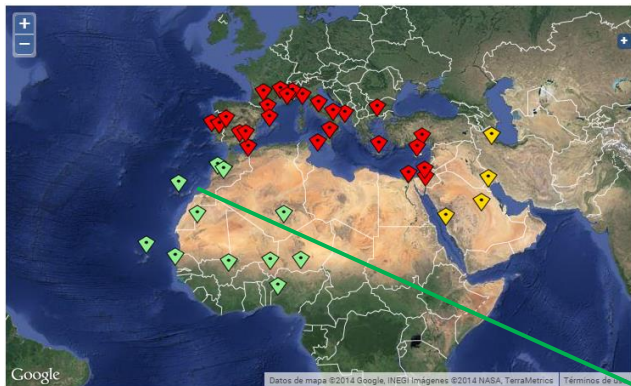 +
−
+
Google
Datos de mapa ©2014 Google, INEGI Imágenes ©2014 NASA, TerraMetrics
Términos de